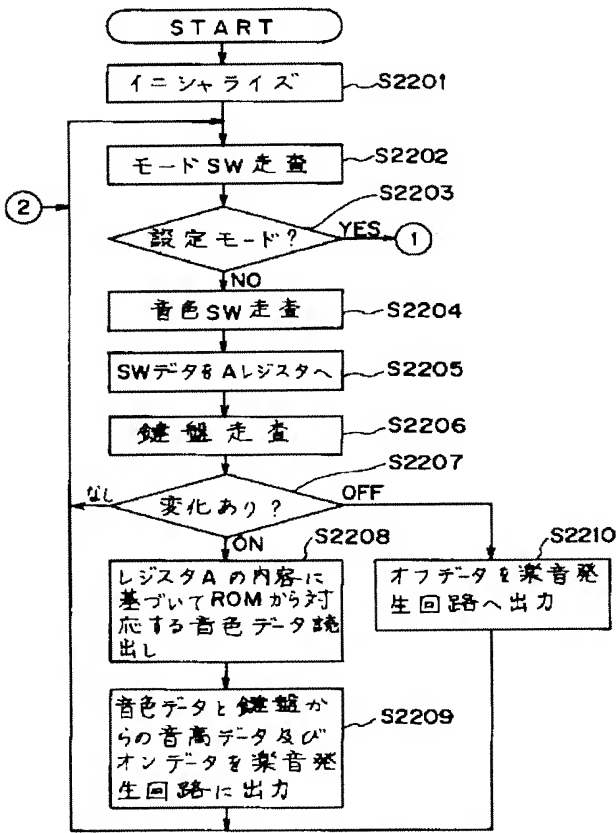 START
イニシャライズ
S2201
モードSW走査
S2202
S2203
②
設定モード?
YES
①
NO
音色SW走査
S2204
SWデータをAレジスタへ
S2205
鍵盤走査
S2206
S2207
なし
変化あり?
OFF
ON
S2208
S2210
レジスタAの内容に
基づいてROMから対
応する音色データ読
出し
オフデータを楽音発
生回路へ出力
音色データと鍵盤か
らの音高データ及び
オンデータを楽音発
生回路に出力
S2209